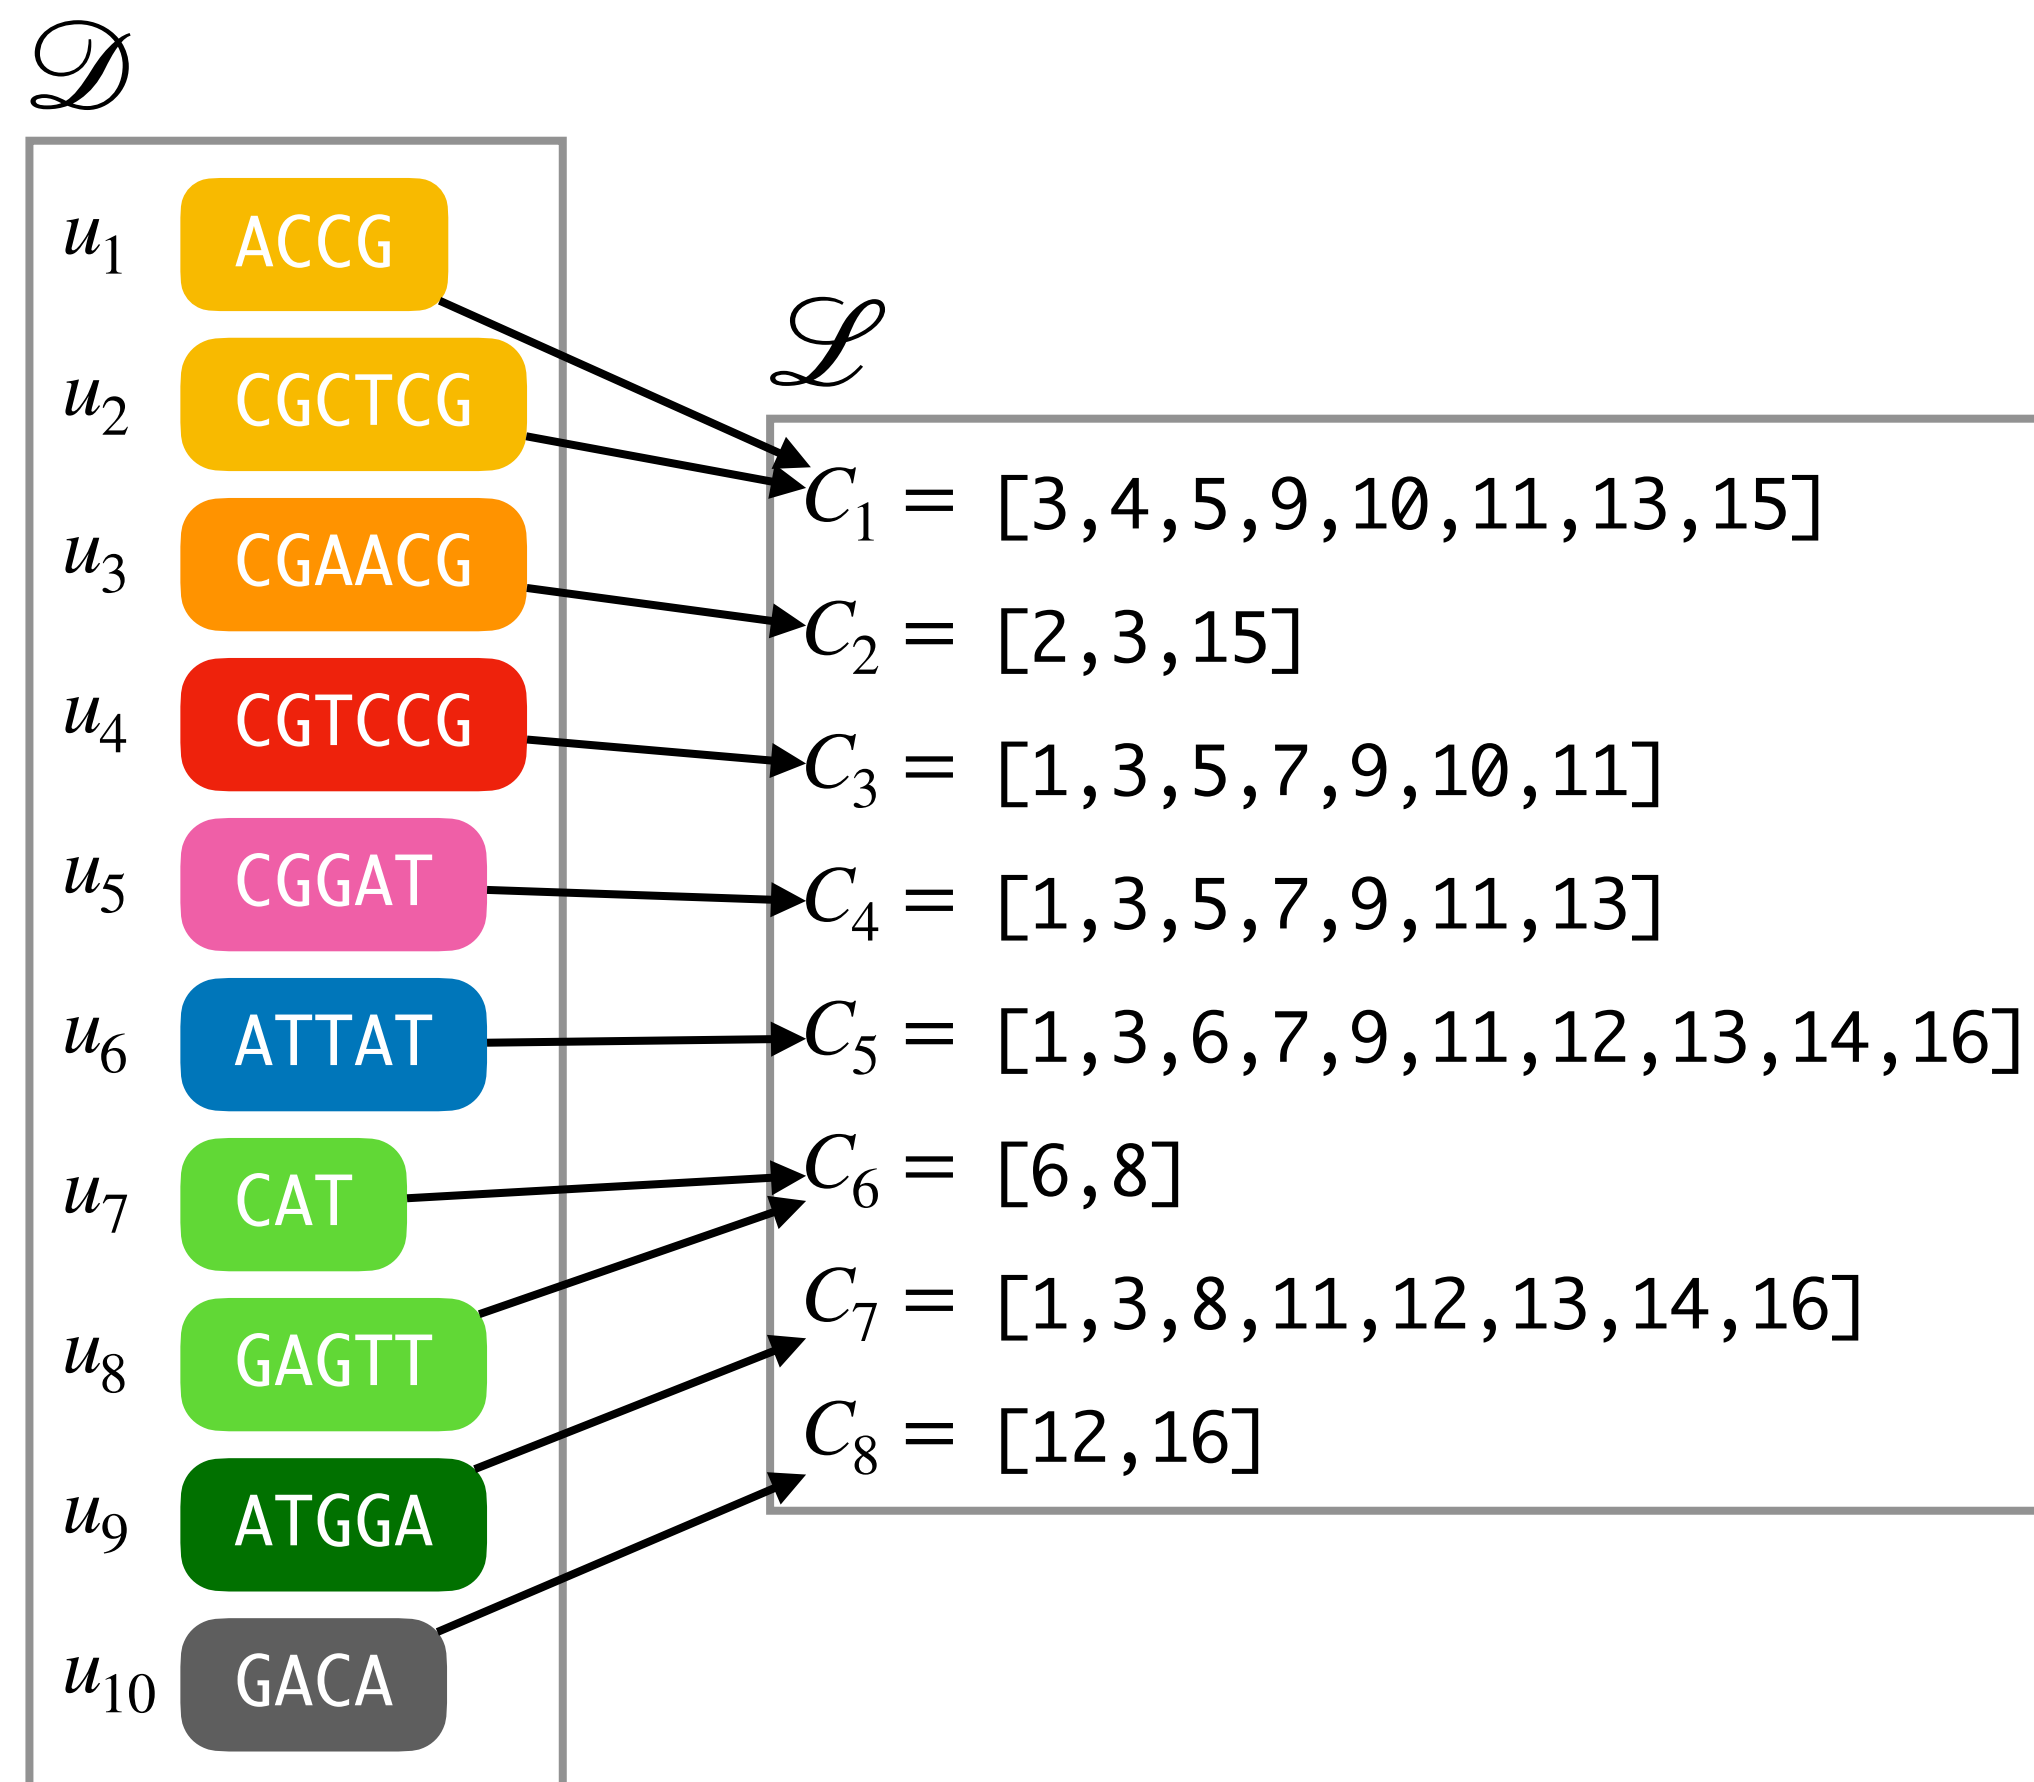 𝒟
u1 ACCG
u2 CGCTCG
u3 CGAACG
u4 CGTCCG
u5 CGGAT
u6 ATTAT
u7 CAT
u8 GAGTT
u9 ATGGA
u10 GACA
ℒ
C1 = [3,4,5,9,10,11,13,15]
C2 = [2,3,15]
C3 = [1,3,5,7,9,10,11]
C4 = [1,3,5,7,9,11,13]
C5 = [1,3,6,7,9,11,12,13,14,16]
C6 = [6,8]
C7 = [1,3,8,11,12,13,14,16]
C8 = [12,16]